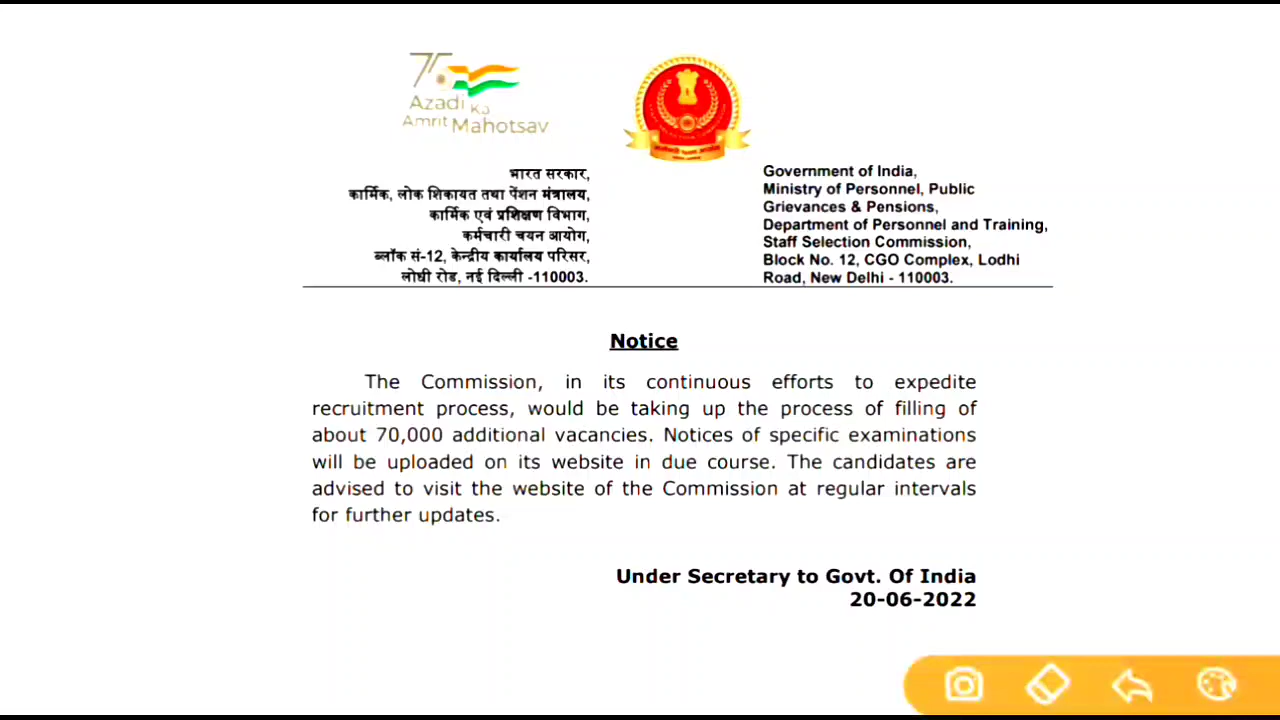 75
Azadi Ka
Amrit Mahotsav
भारत सरकार,
कार्मिक, लोक शिकायत तथा पेंशन मंत्रालय,
कार्मिक एवं प्रशिक्षण विभाग,
कर्मचारी चयन आयोग,
ब्लॉक सं-12, केन्द्रीय कार्यालय परिसर,
लोधी रोड, नई दिल्ली -110003.
Government of India,
Ministry of Personnel, Public
Grievances & Pensions,
Department of Personnel and Training,
Staff Selection Commission,
Block No. 12, CGO Complex, Lodhi
Road, New Delhi - 110003.
Notice
The Commission, in its continuous efforts to expedite
recruitment process, would be taking up the process of filling of
about 70,000 additional vacancies. Notices of specific examinations
will be uploaded on its website in due course. The candidates are
advised to visit the website of the Commission at regular intervals
for further updates.
Under Secretary to Govt. Of India
20-06-2022